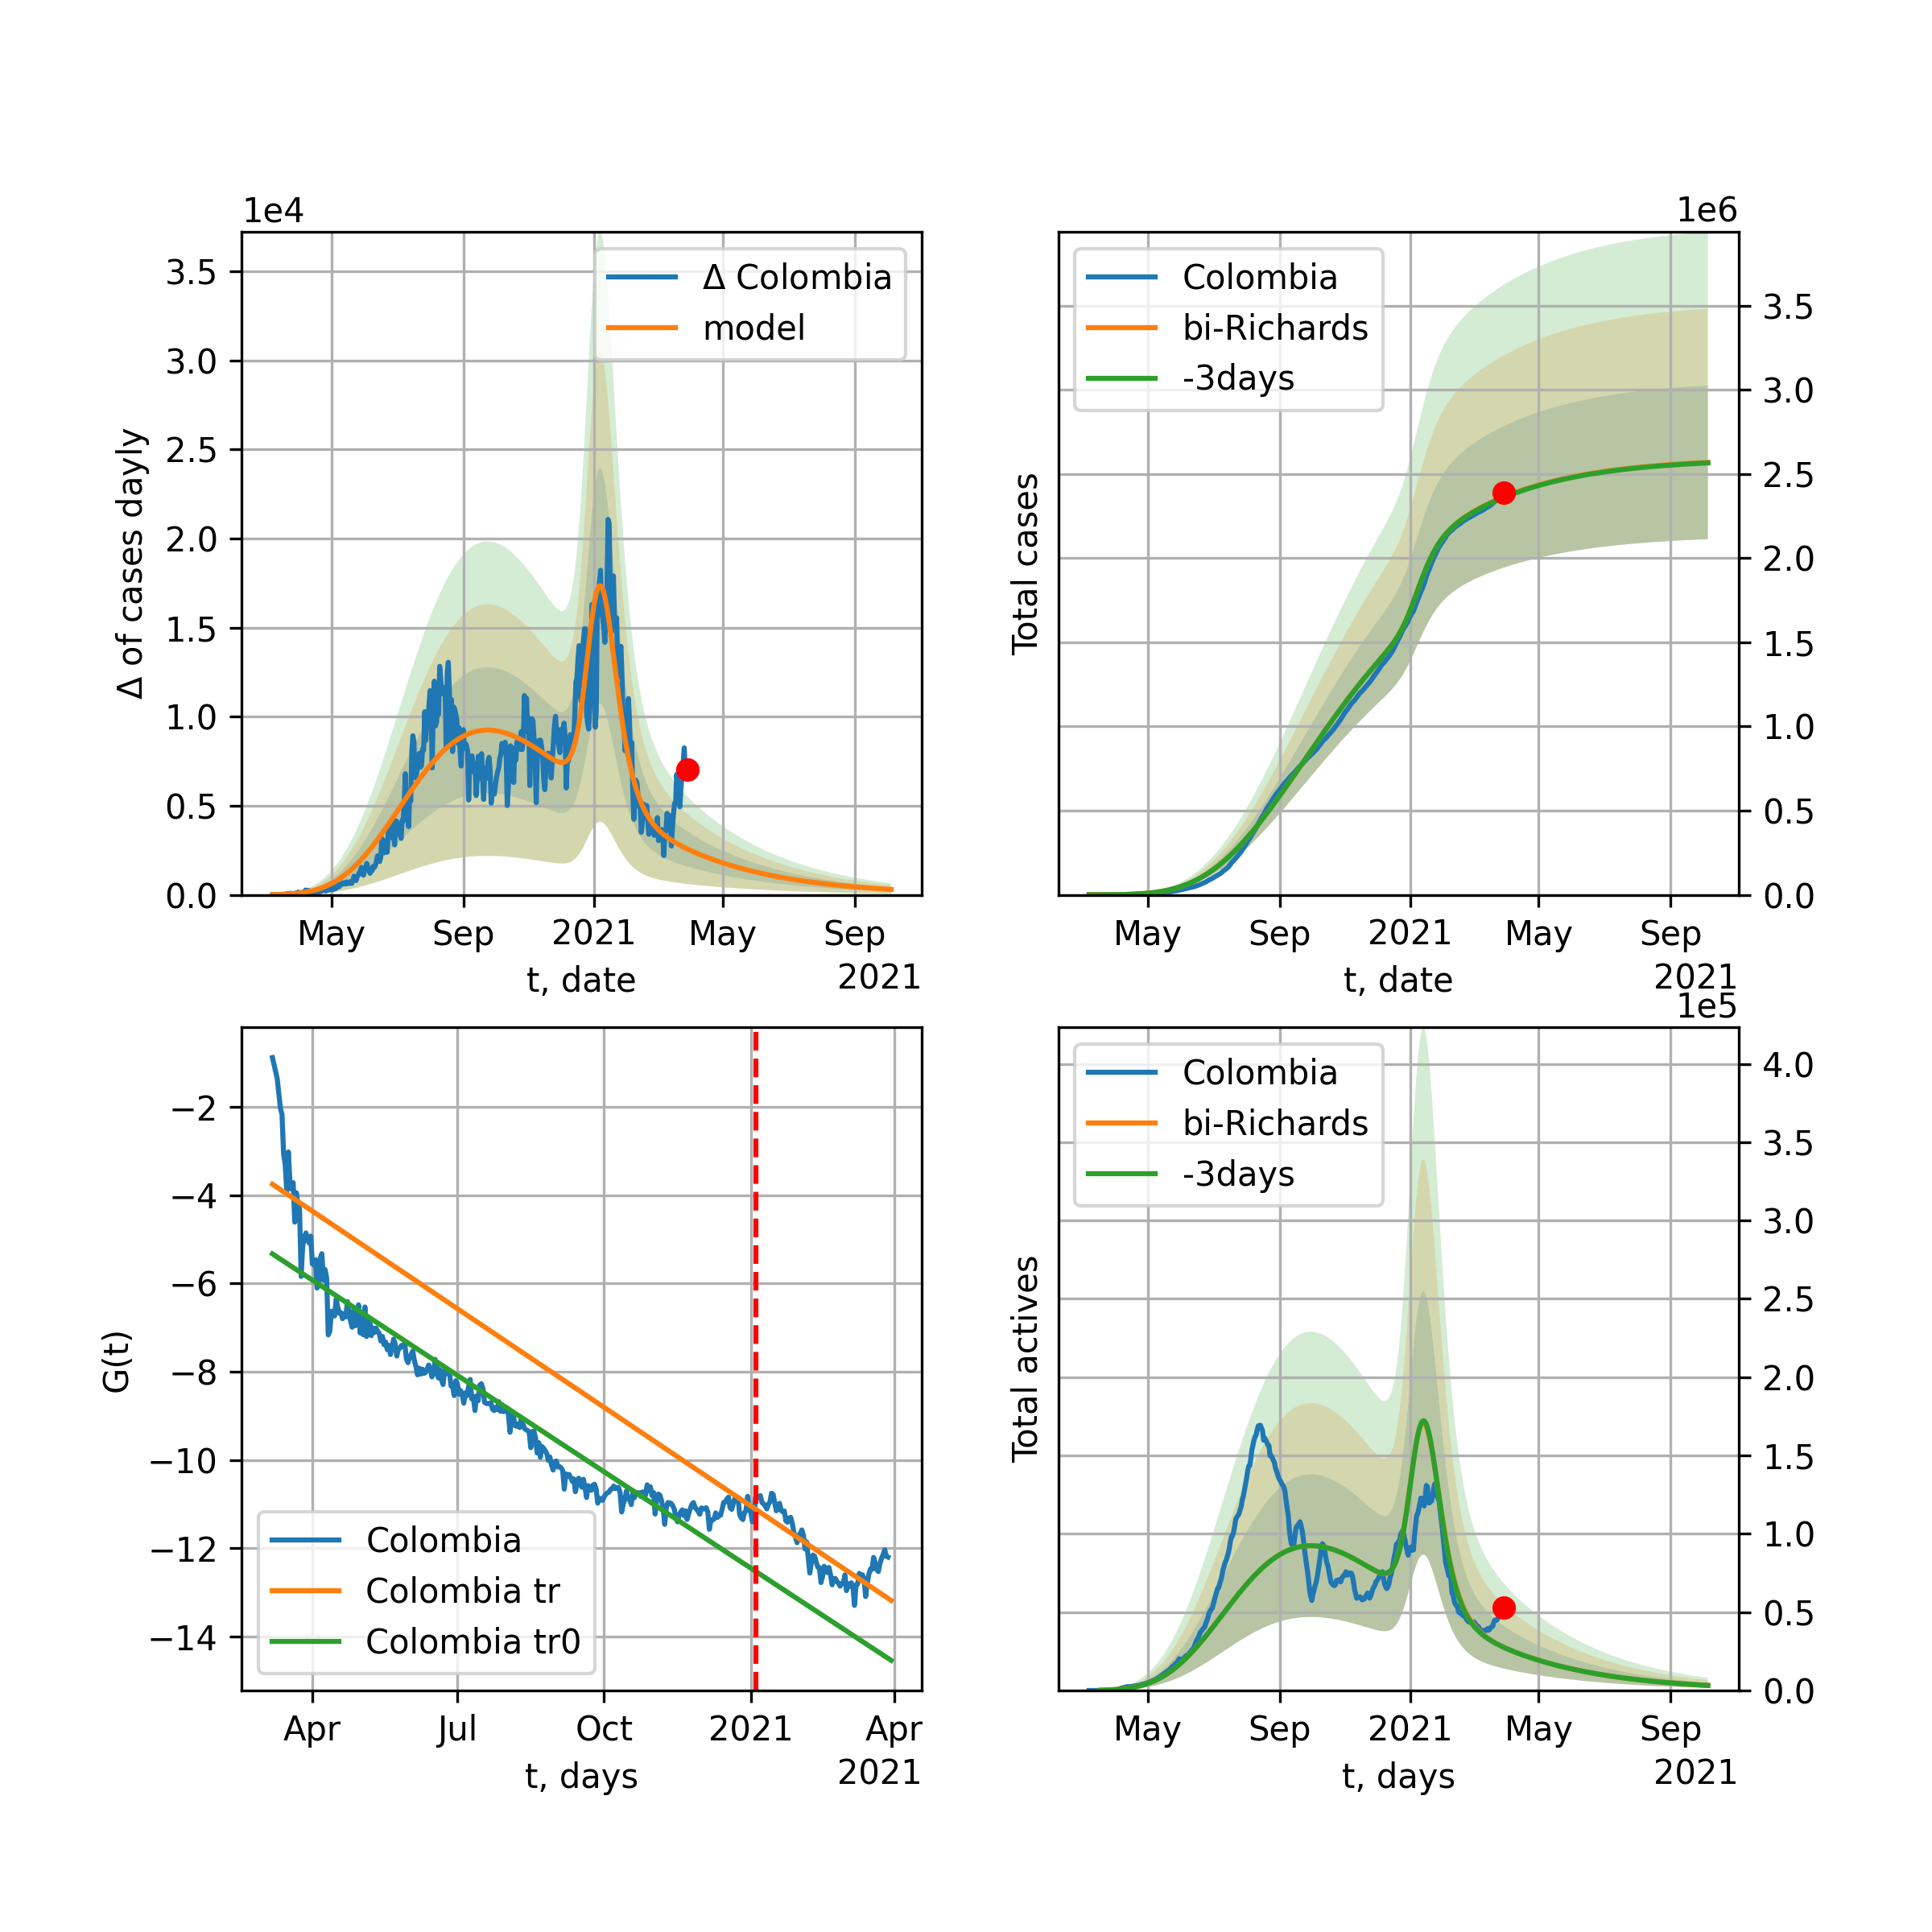 1e4
Δ of cases dayly
3.5
3.0
2.5
2.0
1.5
1.0
0.5
0.0
Δ Colombia
model
May Sep 2021 May Sep
t, date
2021
1e6
Total cases
Colombia
bi-Richards
-3days
3.5
3.0
2.5
2.0
1.5
1.0
0.5
0.0
May Sep 2021 May Sep
t, date
2021
G(t)
−2
−4
−6
−8
−10
−12
−14
Colombia
Colombia tr
Colombia tr0
Apr Jul Oct 2021 Apr
t, days
2021
1e5
Total actives
Colombia
bi-Richards
-3days
4.0
3.5
3.0
2.5
2.0
1.5
1.0
0.5
0.0
May Sep 2021 May Sep
t, days
2021